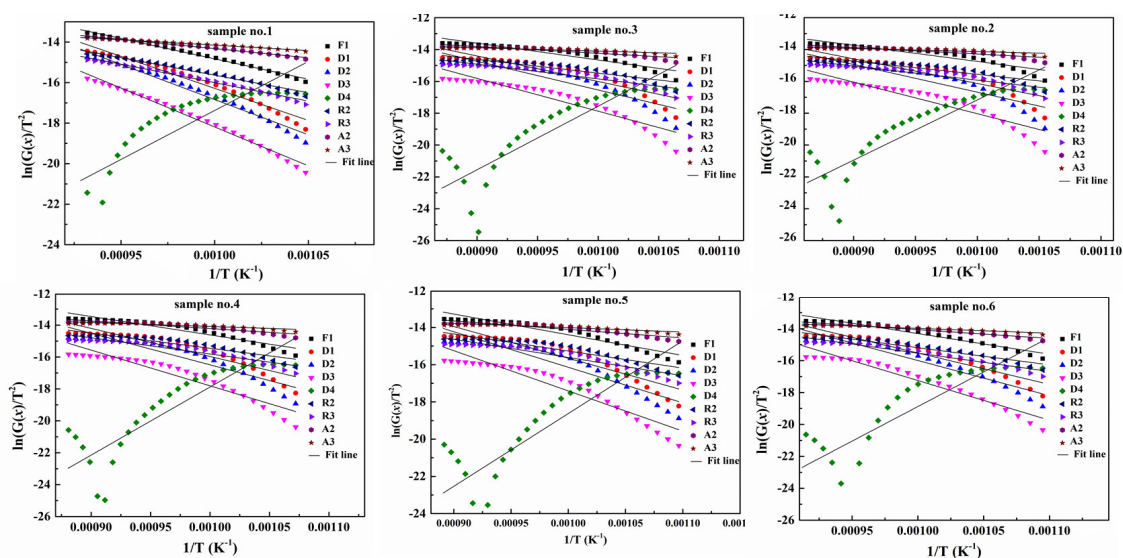 sample no.1
ln(G(x)/T²)
-14
-16
-18
-20
-22
-24
F1
D1
D2
D3
D4
R2
R3
A2
A3
Fit line
0.00095 0.00100 0.00105
1/T (K⁻¹)
sample no.3
ln(G(x)/T²)
-12
-14
-16
-18
-20
-22
-24
-26
F1
D1
D2
D3
D4
R2
R3
A2
A3
Fit line
0.00090 0.00095 0.00100 0.00105 0.00110
1/T (K⁻¹)
sample no.2
ln(G(x)/T²)
-12
-14
-16
-18
-20
-22
-24
-26
F1
D1
D2
D3
D4
R2
R3
A2
A3
Fit line
0.00090 0.00095 0.00100 0.00105 0.00110
1/T (K⁻¹)
sample no.4
ln(G(x)/T²)
-12
-14
-16
-18
-20
-22
-24
-26
F1
D1
D2
D3
D4
R2
R3
A2
A3
Fit line
0.00090 0.00095 0.00100 0.00105 0.00110
1/T (K⁻¹)
sample no.5
ln(G(x)/T²)
-12
-14
-16
-18
-20
-22
-24
-26
F1
D1
D2
D3
D4
R2
R3
A2
A3
Fit line
0.00090 0.00095 0.00100 0.00105 0.00110 0.001
1/T (K⁻¹)
sample no.6
ln(G(x)/T²)
-12
-14
-16
-18
-20
-22
-24
-26
F1
D1
D2
D3
D4
R2
R3
A2
A3
Fit line
0.00095 0.00100 0.00105 0.00110
1/T (K⁻¹)